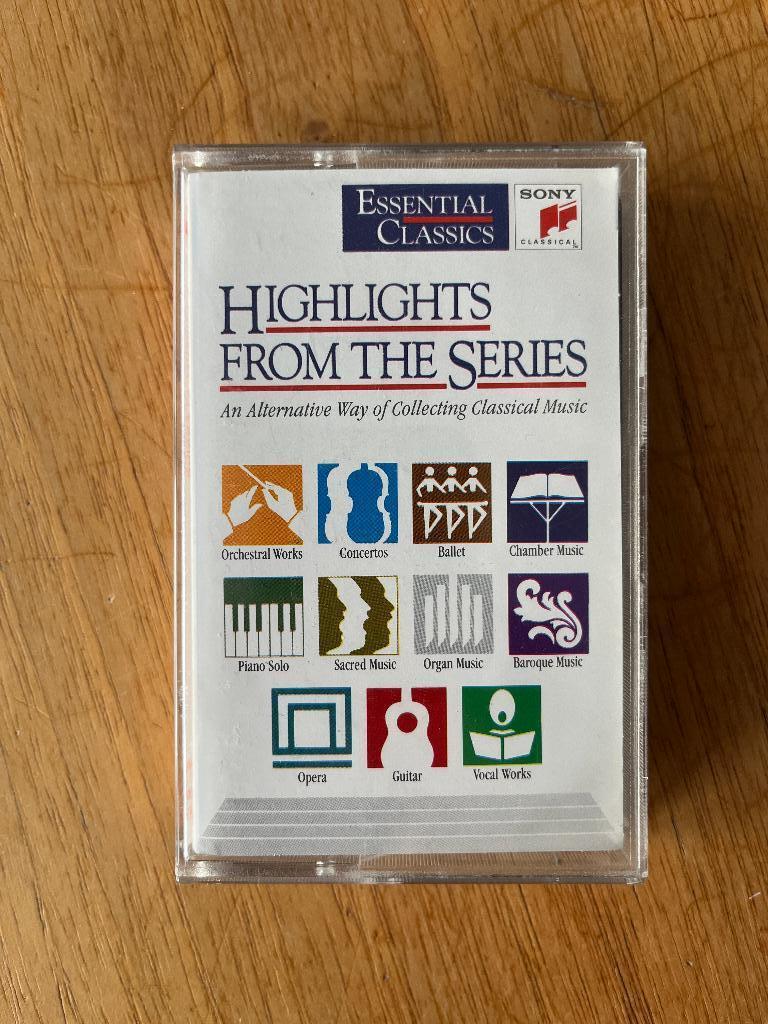 ESSENTIAL
CLASSICS
SONY
CLASSICAL™
HIGHLIGHTS
FROM THE SERIES
An Alternative Way of Collecting Classical Music
Orchestral Works
Concertos
Ballet
Chamber Music
Piano Solo
Sacred Music
Organ Music
Baroque Music
Opera
Guitar
Vocal Works